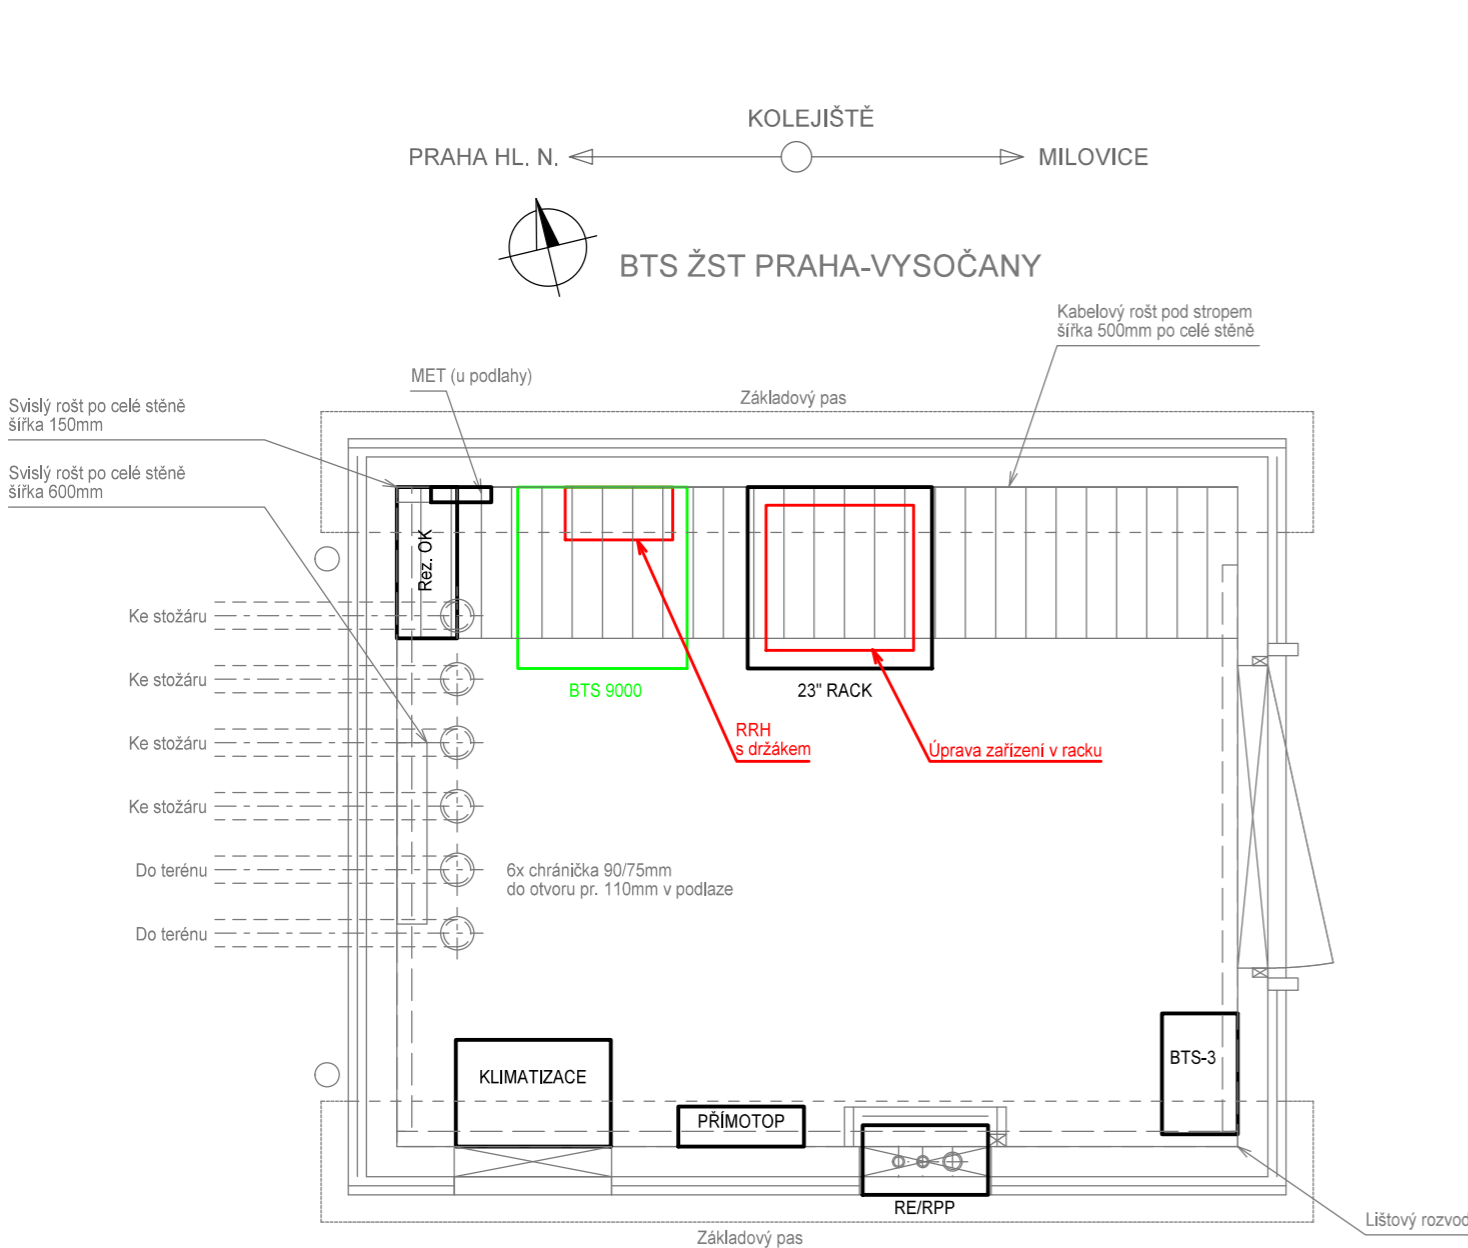 KOLEJIŠTĚ
PRAHA HL. N.
MILOVICE
BTS ŽST PRAHA-VYSOČANY
Kabelový rošt pod stropem
šířka 500mm po celé stěně
MET (u podlahy)
Základový pas
Svislý rošt po celé stěně
šířka 150mm
Svislý rošt po celé stěně
šířka 600mm
Rez. OK
Ke stožáru
Ke stožáru
BTS 9000
23" RACK
RRH
s držákem
Úprava zařízení v racku
Ke stožáru
Ke stožáru
Do terénu
6x chránička 90/75mm
do otvoru pr. 110mm v podlaze
Do terénu
BTS-3
KLIMATIZACE
PŘÍMOTOP
RE/RPP
Lištový rozvod
Základový pas